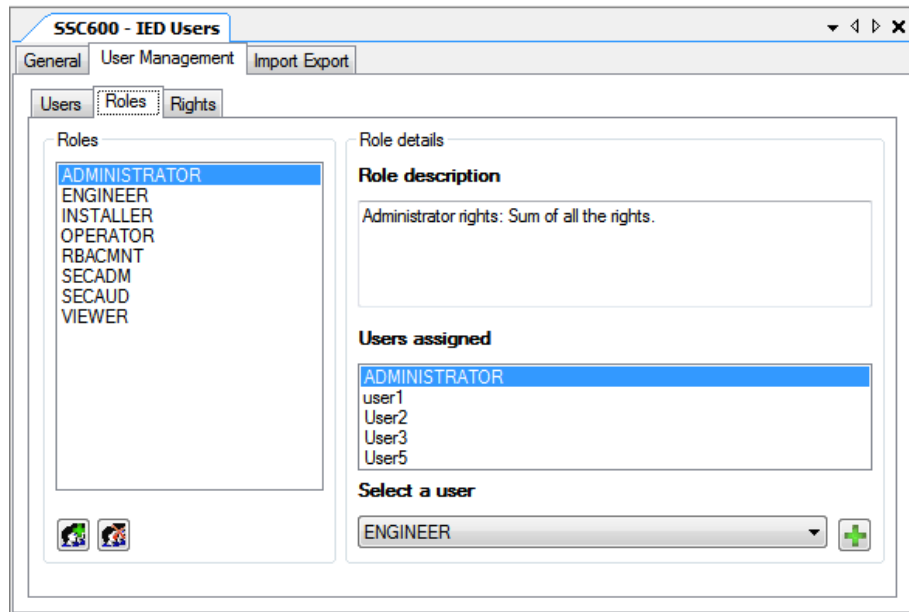 SSC600 - IED Users
General
User Management
Import Export
Users
Roles
Rights
Roles
ADMINISTRATOR
ENGINEER
INSTALLER
OPERATOR
RBACMNT
SECADM
SECAUD
VIEWER
Role details
Role description
Administrator rights: Sum of all the rights.
Users assigned
ADMINISTRATOR
user1
User2
User3
User5
Select a user
ENGINEER